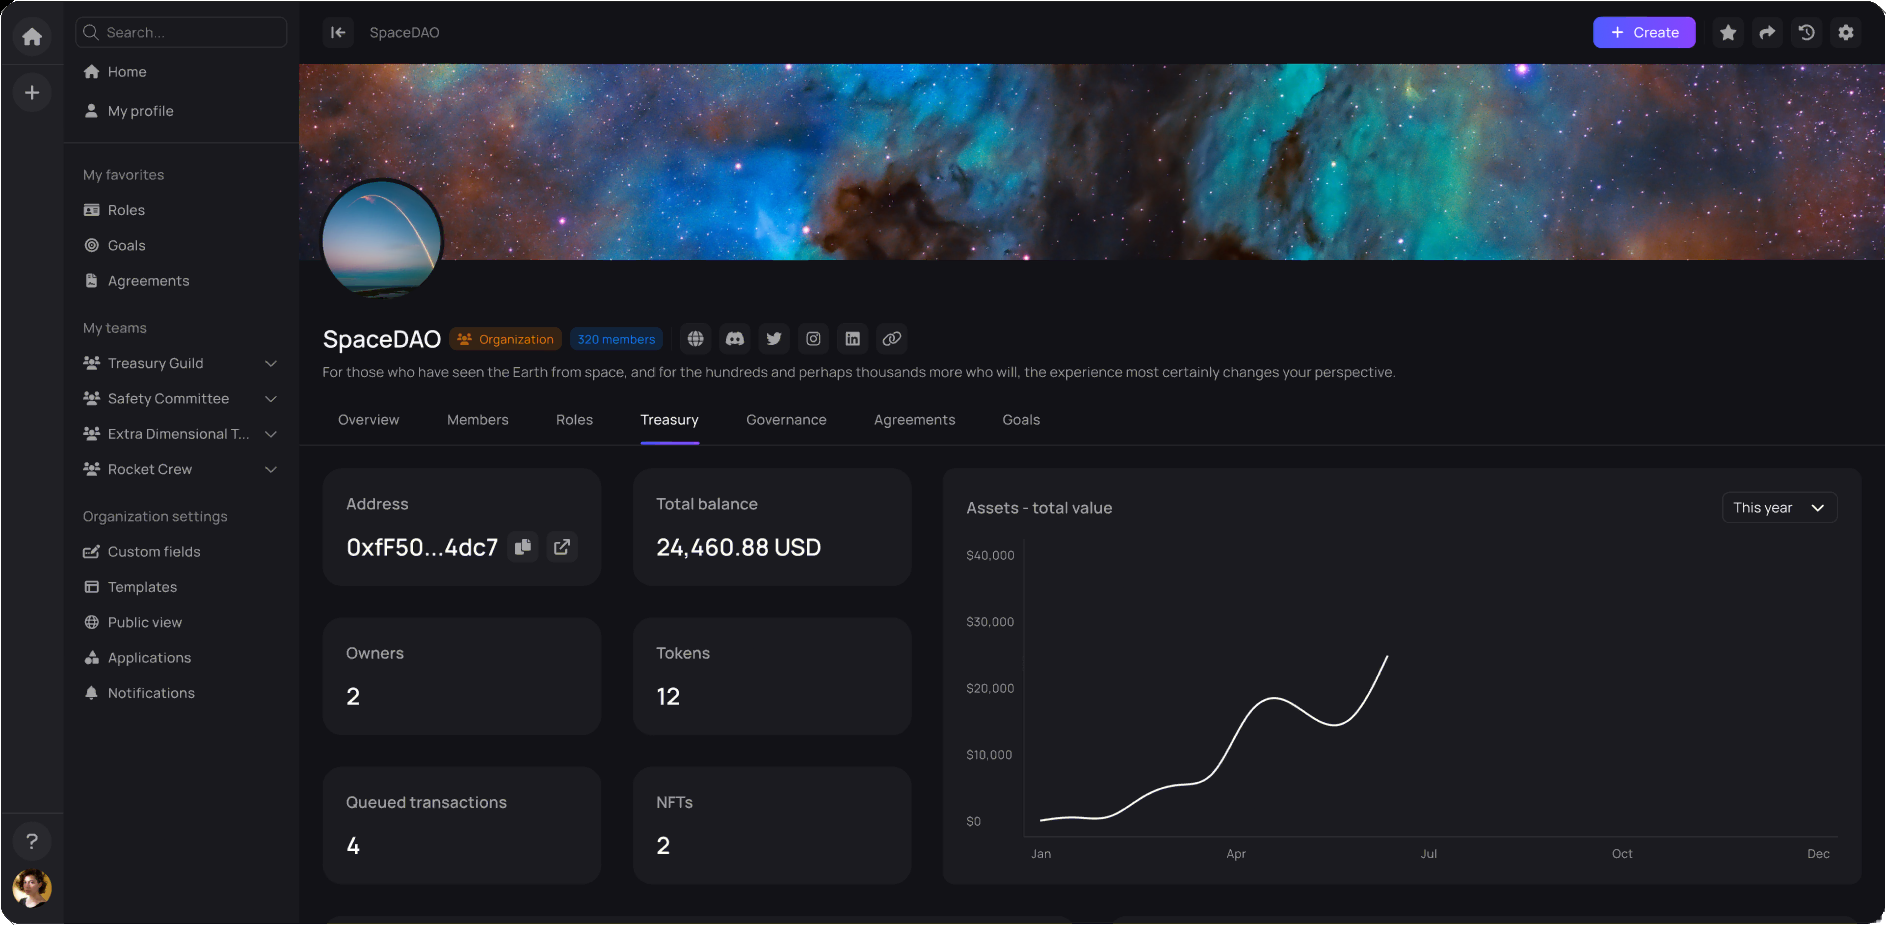 Search...
Home
My profile
My favorites
Roles
Goals
Agreements
My teams
Treasury Guild
Safety Committee
Extra Dimensional T...
Rocket Crew
Organization settings
Custom fields
Templates
Public view
Applications
Notifications
?
SpaceDAO
+ Create
SpaceDAO
Organization
320 members
For those who have seen the Earth from space, and for the hundreds and perhaps thousands more who will, the experience most certainly changes your perspective.
Overview
Members
Roles
Treasury
Governance
Agreements
Goals
Address
0xfF50...4dc7
Total balance
24,460.88 USD
Owners
2
Tokens
12
Queued transactions
4
NFTs
2
Assets - total value
This year
$40,000
$30,000
$20,000
$10,000
$0
Jan
Apr
Jul
Oct
Dec